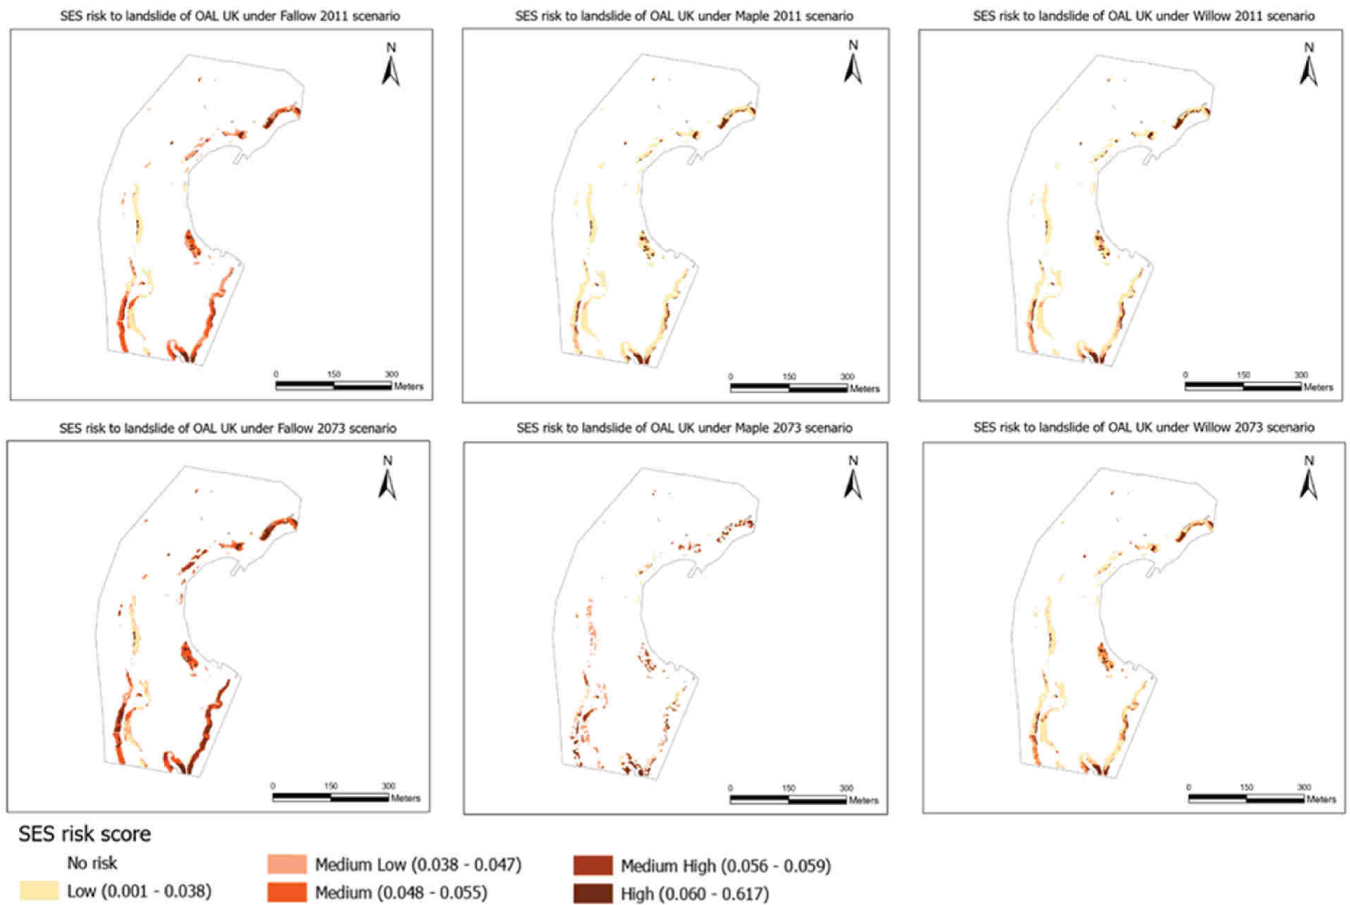 SES risk to landslide of OAL UK under Fallow 2011 scenario
N
0 150 300
Meters
SES risk to landslide of OAL UK under Maple 2011 scenario
N
0 150 300
Meters
SES risk to landslide of OAL UK under Willow 2011 scenario
N
0 150 300
Meters
SES risk to landslide of OAL UK under Fallow 2073 scenario
N
0 150 300
Meters
SES risk to landslide of OAL UK under Maple 2073 scenario
N
0 150 300
Meters
SES risk to landslide of OAL UK under Willow 2073 scenario
N
0 150 300
Meters
SES risk score
No risk
Low (0.001 - 0.038)
Medium Low (0.038 - 0.047)
Medium (0.048 - 0.055)
Medium High (0.056 - 0.059)
High (0.060 - 0.617)